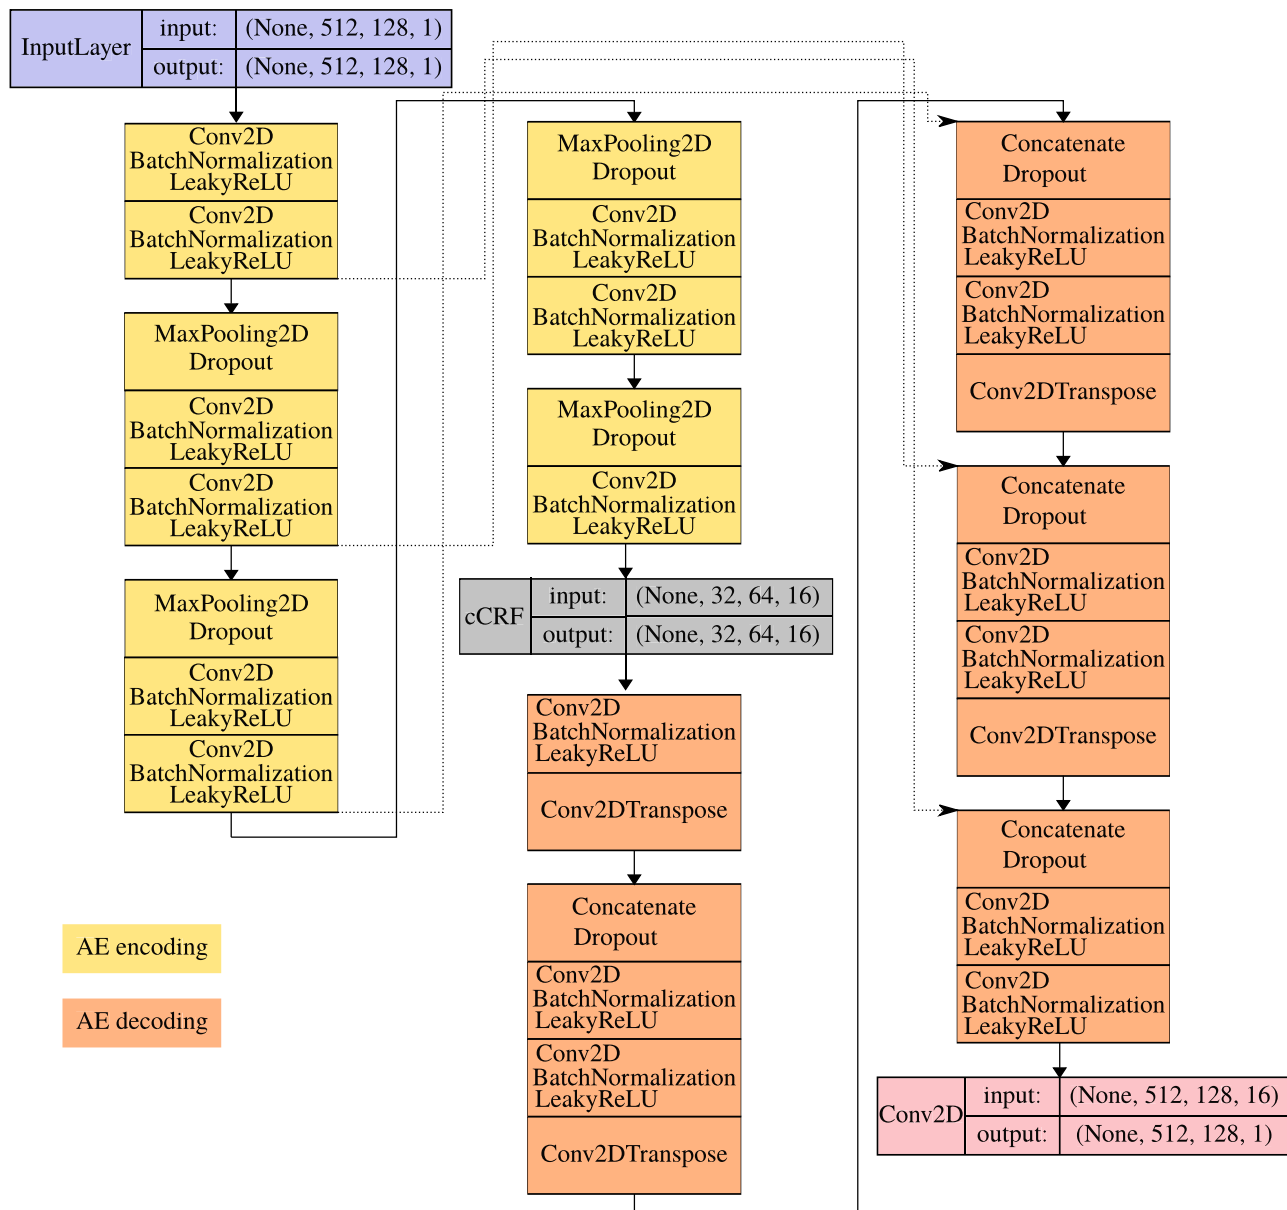 InputLayer
input: (None, 512, 128, 1)
output: (None, 512, 128, 1)
Conv2D
BatchNormalization
LeakyReLU
Conv2D
BatchNormalization
LeakyReLU
MaxPooling2D
Dropout
Conv2D
BatchNormalization
LeakyReLU
Conv2D
BatchNormalization
LeakyReLU
MaxPooling2D
Dropout
Conv2D
BatchNormalization
LeakyReLU
Conv2D
BatchNormalization
LeakyReLU
AE encoding
AE decoding
MaxPooling2D
Dropout
Conv2D
BatchNormalization
LeakyReLU
Conv2D
BatchNormalization
LeakyReLU
MaxPooling2D
Dropout
Conv2D
BatchNormalization
LeakyReLU
cCRF
input: (None, 32, 64, 16)
output: (None, 32, 64, 16)
Conv2D
BatchNormalization
LeakyReLU
Conv2DTranspose
Concatenate
Dropout
Conv2D
BatchNormalization
LeakyReLU
Conv2D
BatchNormalization
LeakyReLU
Conv2DTranspose
Concatenate
Dropout
Conv2D
BatchNormalization
LeakyReLU
Conv2D
BatchNormalization
LeakyReLU
Conv2DTranspose
Concatenate
Dropout
Conv2D
BatchNormalization
LeakyReLU
Conv2D
BatchNormalization
LeakyReLU
Conv2DTranspose
Concatenate
Dropout
Conv2D
BatchNormalization
LeakyReLU
Conv2D
BatchNormalization
LeakyReLU
Conv2D
input: (None, 512, 128, 16)
output: (None, 512, 128, 1)